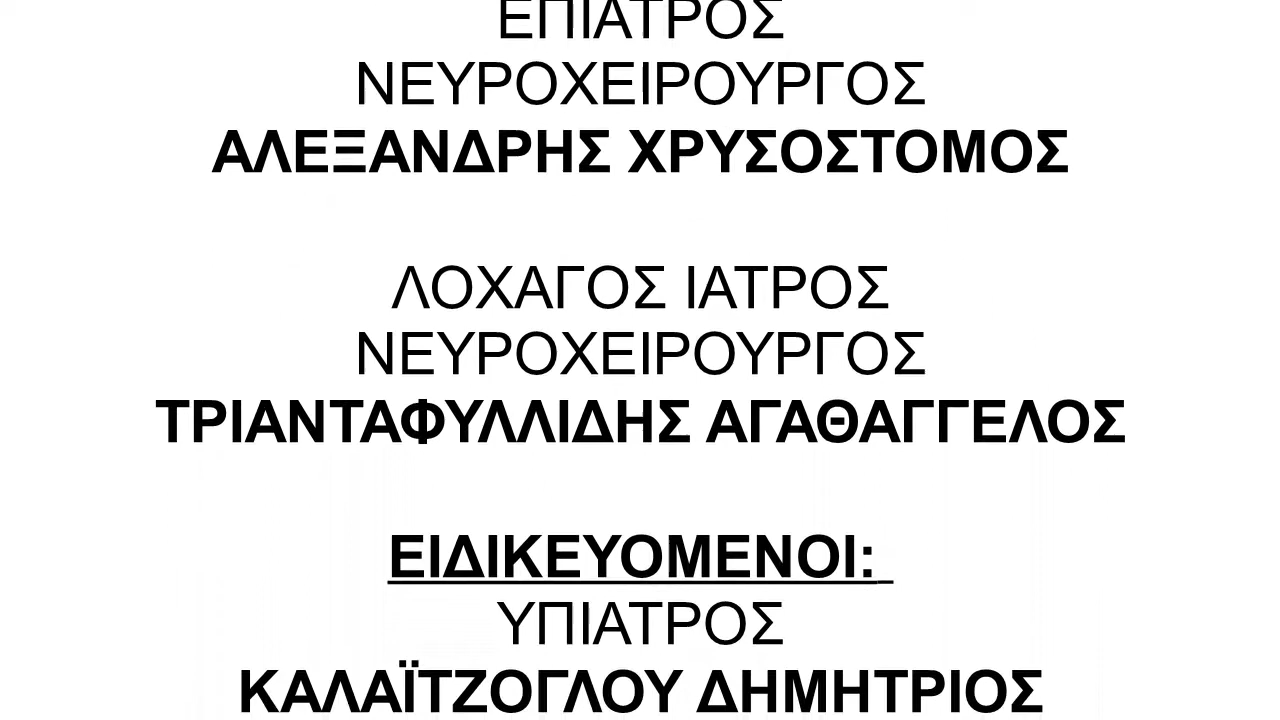 ΕΠΙΑΤΡΟΣ
ΝΕΥΡΟΧΕΙΡΟΥΡΓΟΣ
ΑΛΕΞΑΝΔΡΗΣ ΧΡΥΣΟΣΤΟΜΟΣ
ΛΟΧΑΓΟΣ ΙΑΤΡΟΣ
ΝΕΥΡΟΧΕΙΡΟΥΡΓΟΣ
ΤΡΙΑΝΤΑΦΥΛΛΙΔΗΣ ΑΓΑΘΑΓΓΕΛΟΣ
ΕΙΔΙΚΕΥΟΜΕΝΟΙ:
ΥΠΙΑΤΡΟΣ
ΚΑΛΑΪΤΖΟΓΛΟΥ ΔΗΜΗΤΡΙΟΣ